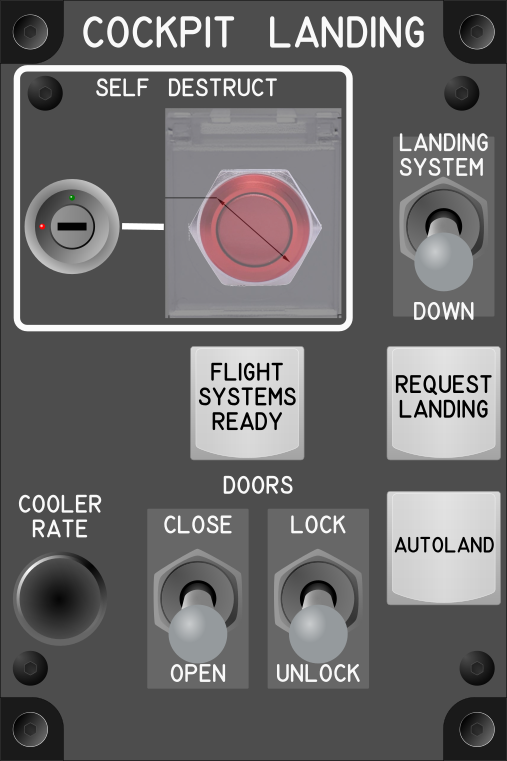 COCKPIT LANDING
SELF DESTRUCT
LANDING
SYSTEM
DOWN
FLIGHT
SYSTEMS
READY
REQUEST
LANDING
DOORS
COOLER
RATE
CLOSE
OPEN
LOCK
UNLOCK
AUTOLAND